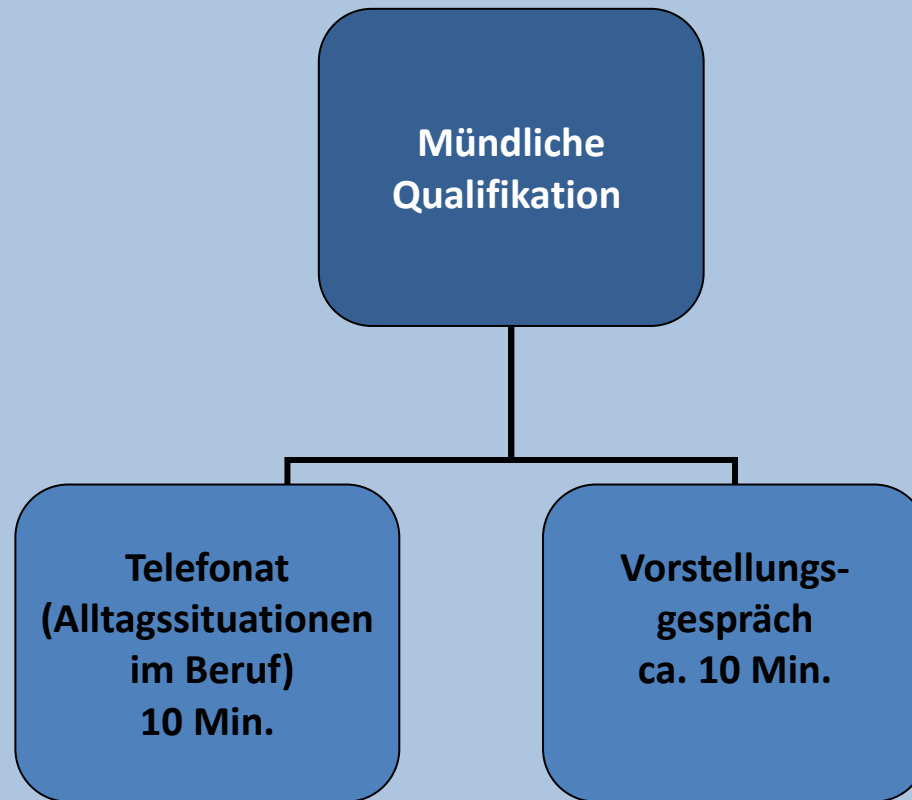 Mündliche
Qualifikation
Telefonat
(Alltagssituationen
im Beruf)
10 Min.
Vorstellungs-
gespräch
ca. 10 Min.